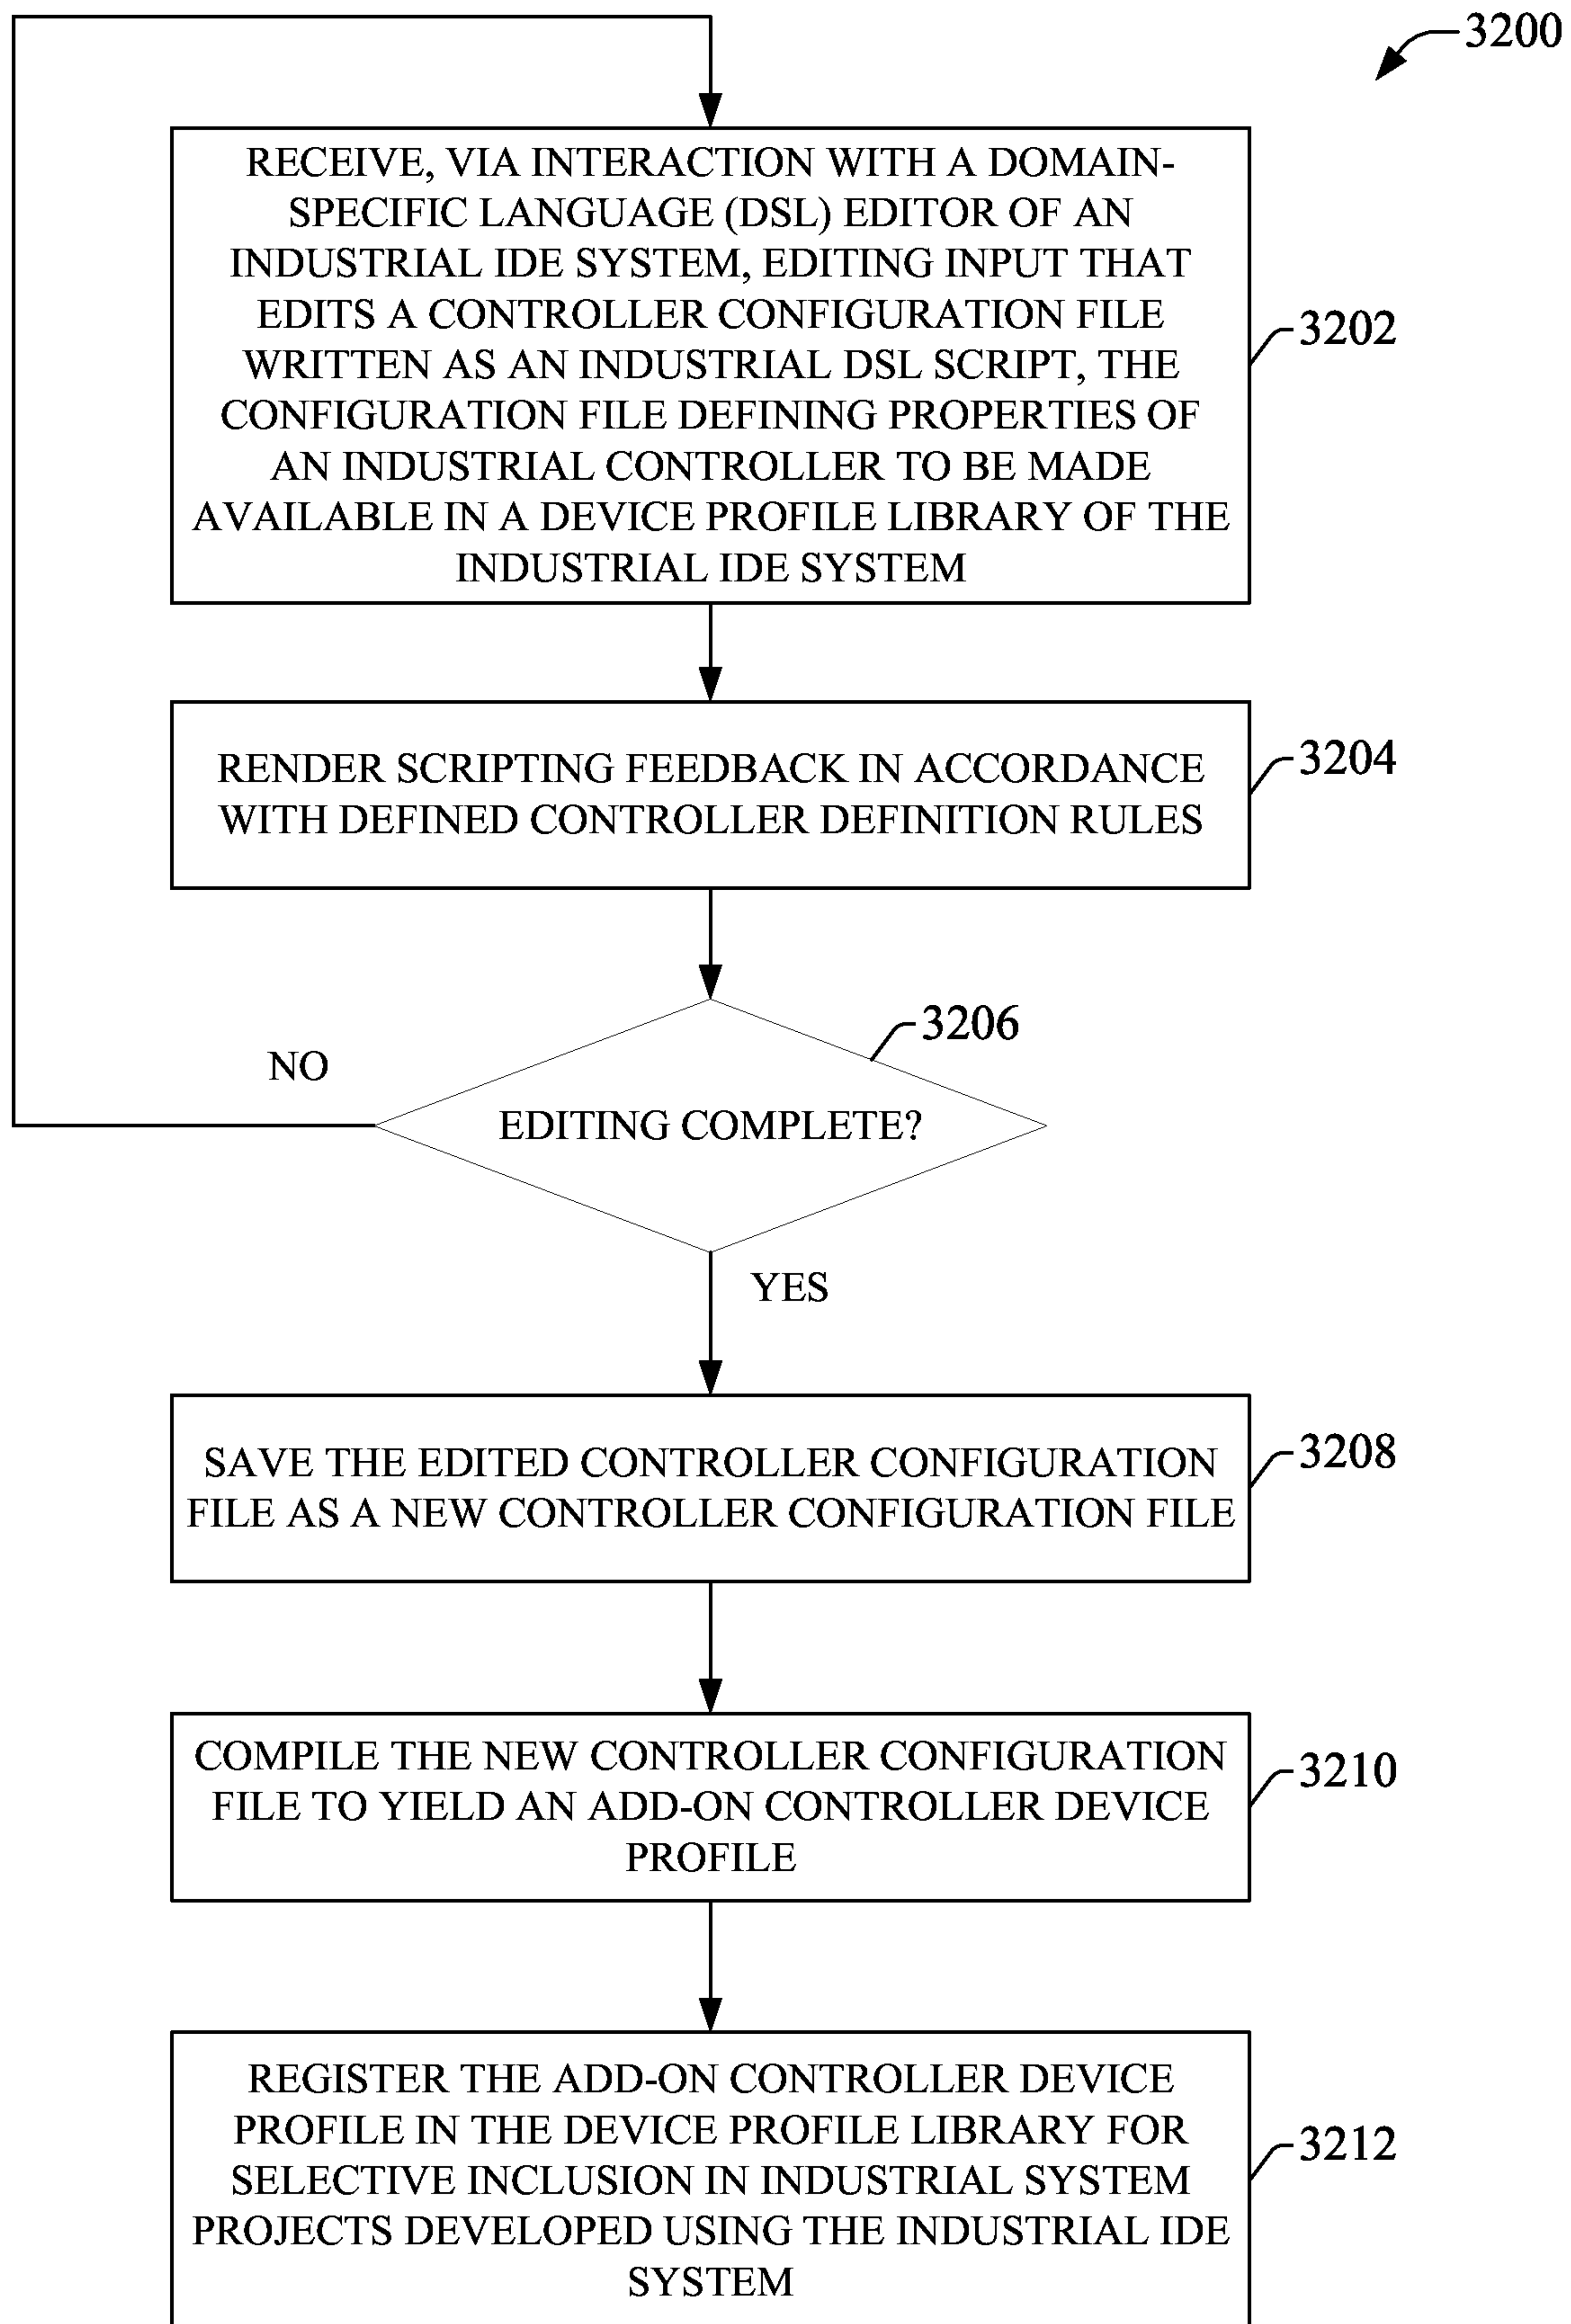 3200
RECEIVE, VIA INTERACTION WITH A DOMAIN-
SPECIFIC LANGUAGE (DSL) EDITOR OF AN
INDUSTRIAL IDE SYSTEM, EDITING INPUT THAT
EDITS A CONTROLLER CONFIGURATION FILE
WRITTEN AS AN INDUSTRIAL DSL SCRIPT, THE
CONFIGURATION FILE DEFINING PROPERTIES OF
AN INDUSTRIAL CONTROLLER TO BE MADE
AVAILABLE IN A DEVICE PROFILE LIBRARY OF THE
INDUSTRIAL IDE SYSTEM
3202
RENDER SCRIPTING FEEDBACK IN ACCORDANCE
WITH DEFINED CONTROLLER DEFINITION RULES
3204
3206
NO
EDITING COMPLETE?
YES
SAVE THE EDITED CONTROLLER CONFIGURATION
FILE AS A NEW CONTROLLER CONFIGURATION FILE
3208
COMPILE THE NEW CONTROLLER CONFIGURATION
FILE TO YIELD AN ADD-ON CONTROLLER DEVICE
PROFILE
3210
REGISTER THE ADD-ON CONTROLLER DEVICE
PROFILE IN THE DEVICE PROFILE LIBRARY FOR
SELECTIVE INCLUSION IN INDUSTRIAL SYSTEM
PROJECTS DEVELOPED USING THE INDUSTRIAL IDE
SYSTEM
3212